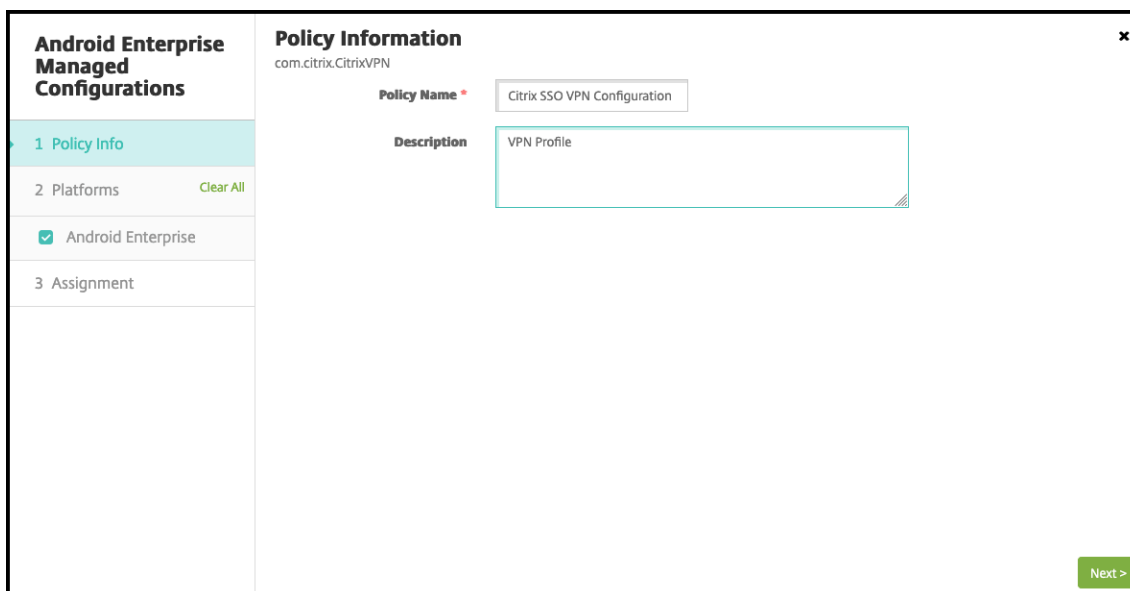 Android Enterprise
Managed
Configurations
1 Policy Info
2 Platforms
Clear All
Android Enterprise
3 Assignment
Policy Information
com.citrix.CitrixVPN
Policy Name *
Citrix SSO VPN Configuration
Description
VPN Profile
Next >